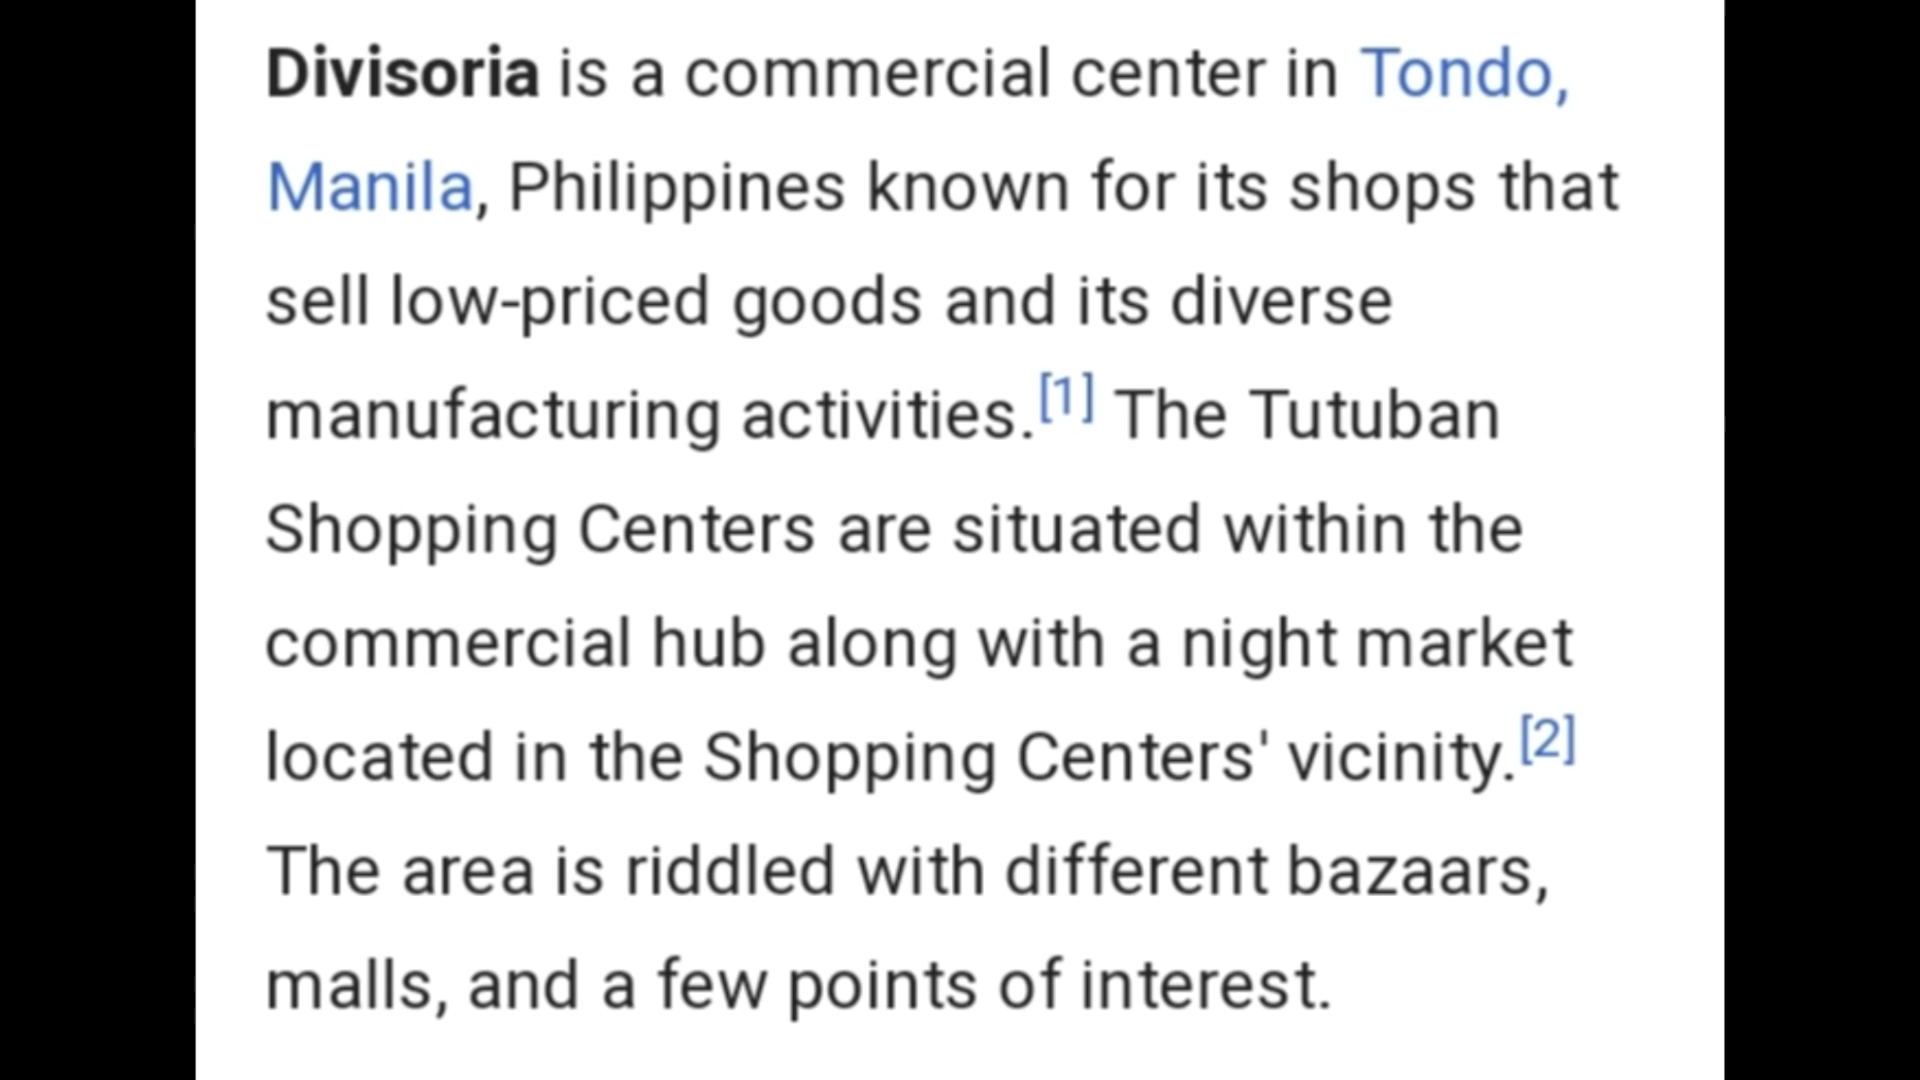 Divisoria is a commercial center in Tondo,
Manila, Philippines known for its shops that
sell low-priced goods and its diverse
manufacturing activities.[1] The Tutuban
Shopping Centers are situated within the
commercial hub along with a night market
located in the Shopping Centers' vicinity.[2]
The area is riddled with different bazaars,
malls, and a few points of interest.